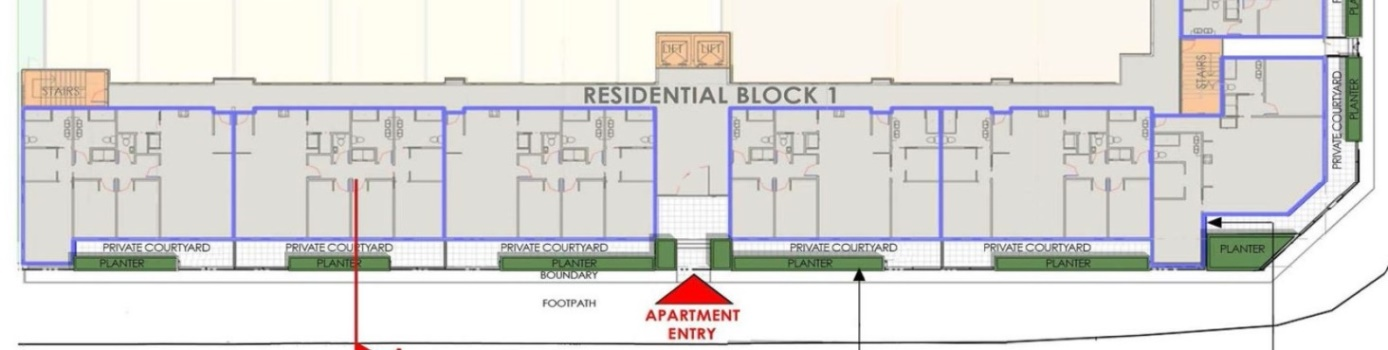 LIFT LIFT
STAIRS
STAIRS
RESIDENTIAL BLOCK 1
PLANTER
PRIVATE COURTYARD
PLANTER
PRIVATE COURTYARD
PRIVATE COURTYARD
PRIVATE COURTYARD
PRIVATE COURTYARD
PRIVATE COURTYARD
PLANTER
PLANTER
PLANTER
PLANTER
PLANTER
PLANTER
BOUNDARY
FOOTPATH
APARTMENT
ENTRY